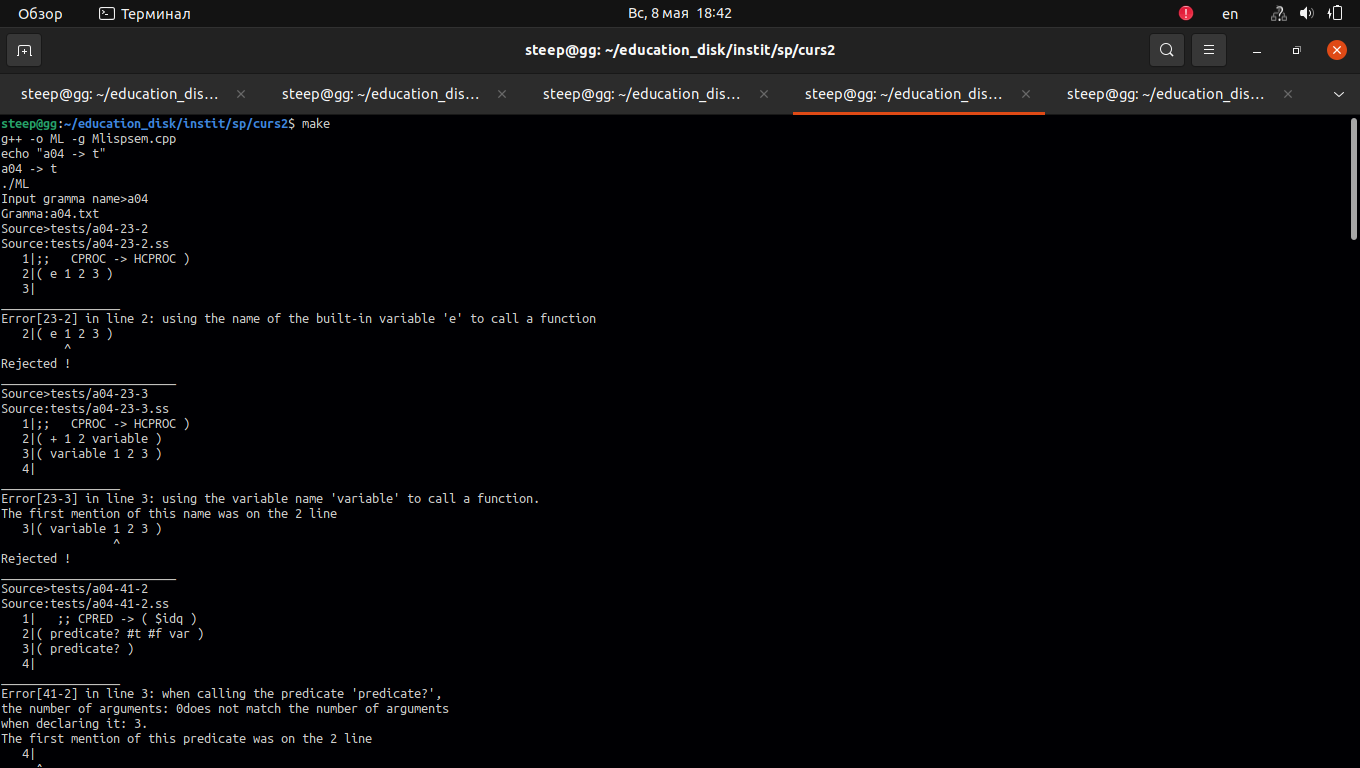 Обзор
Терминал
Вс, 8 мая 18:42
en
steep@gg: ~/education_disk/instit/sp/curs2
steep@gg: ~/education_dis…
steep@gg: ~/education_dis…
steep@gg: ~/education_dis…
steep@gg: ~/education_dis…
steep@gg: ~/education_dis…
steep@gg:~/education_disk/instit/sp/curs2$ make
g++ -o ML -g Mlispsem.cpp
echo "a04 -> t"
a04 -> t
./ML
Input gramma name>a04
Gramma:a04.txt
Source>tests/a04-23-2
Source:tests/a04-23-2.ss
   1|;;   CPROC -> HCPROC )
   2|( e 1 2 3 )
   3|
_________________
Error[23-2] in line 2: using the name of the built-in variable 'e' to call a function
   2|( e 1 2 3 )
         ^
Rejected !
_________________________
Source>tests/a04-23-3
Source:tests/a04-23-3.ss
   1|;;   CPROC -> HCPROC )
   2|( + 1 2 variable )
   3|( variable 1 2 3 )
   4|
_________________
Error[23-3] in line 3: using the variable name 'variable' to call a function.
The first mention of this name was on the 2 line
   3|( variable 1 2 3 )
                ^
Rejected !
_________________________
Source>tests/a04-41-2
Source:tests/a04-41-2.ss
   1|   ;; CPRED -> ( $idq )
   2|( predicate? #t #f var )
   3|( predicate? )
   4|
_________________
Error[41-2] in line 3: when calling the predicate 'predicate?',
the number of arguments: 0does not match the number of arguments
when declaring it: 3.
The first mention of this predicate was on the 2 line
   4|
     ^